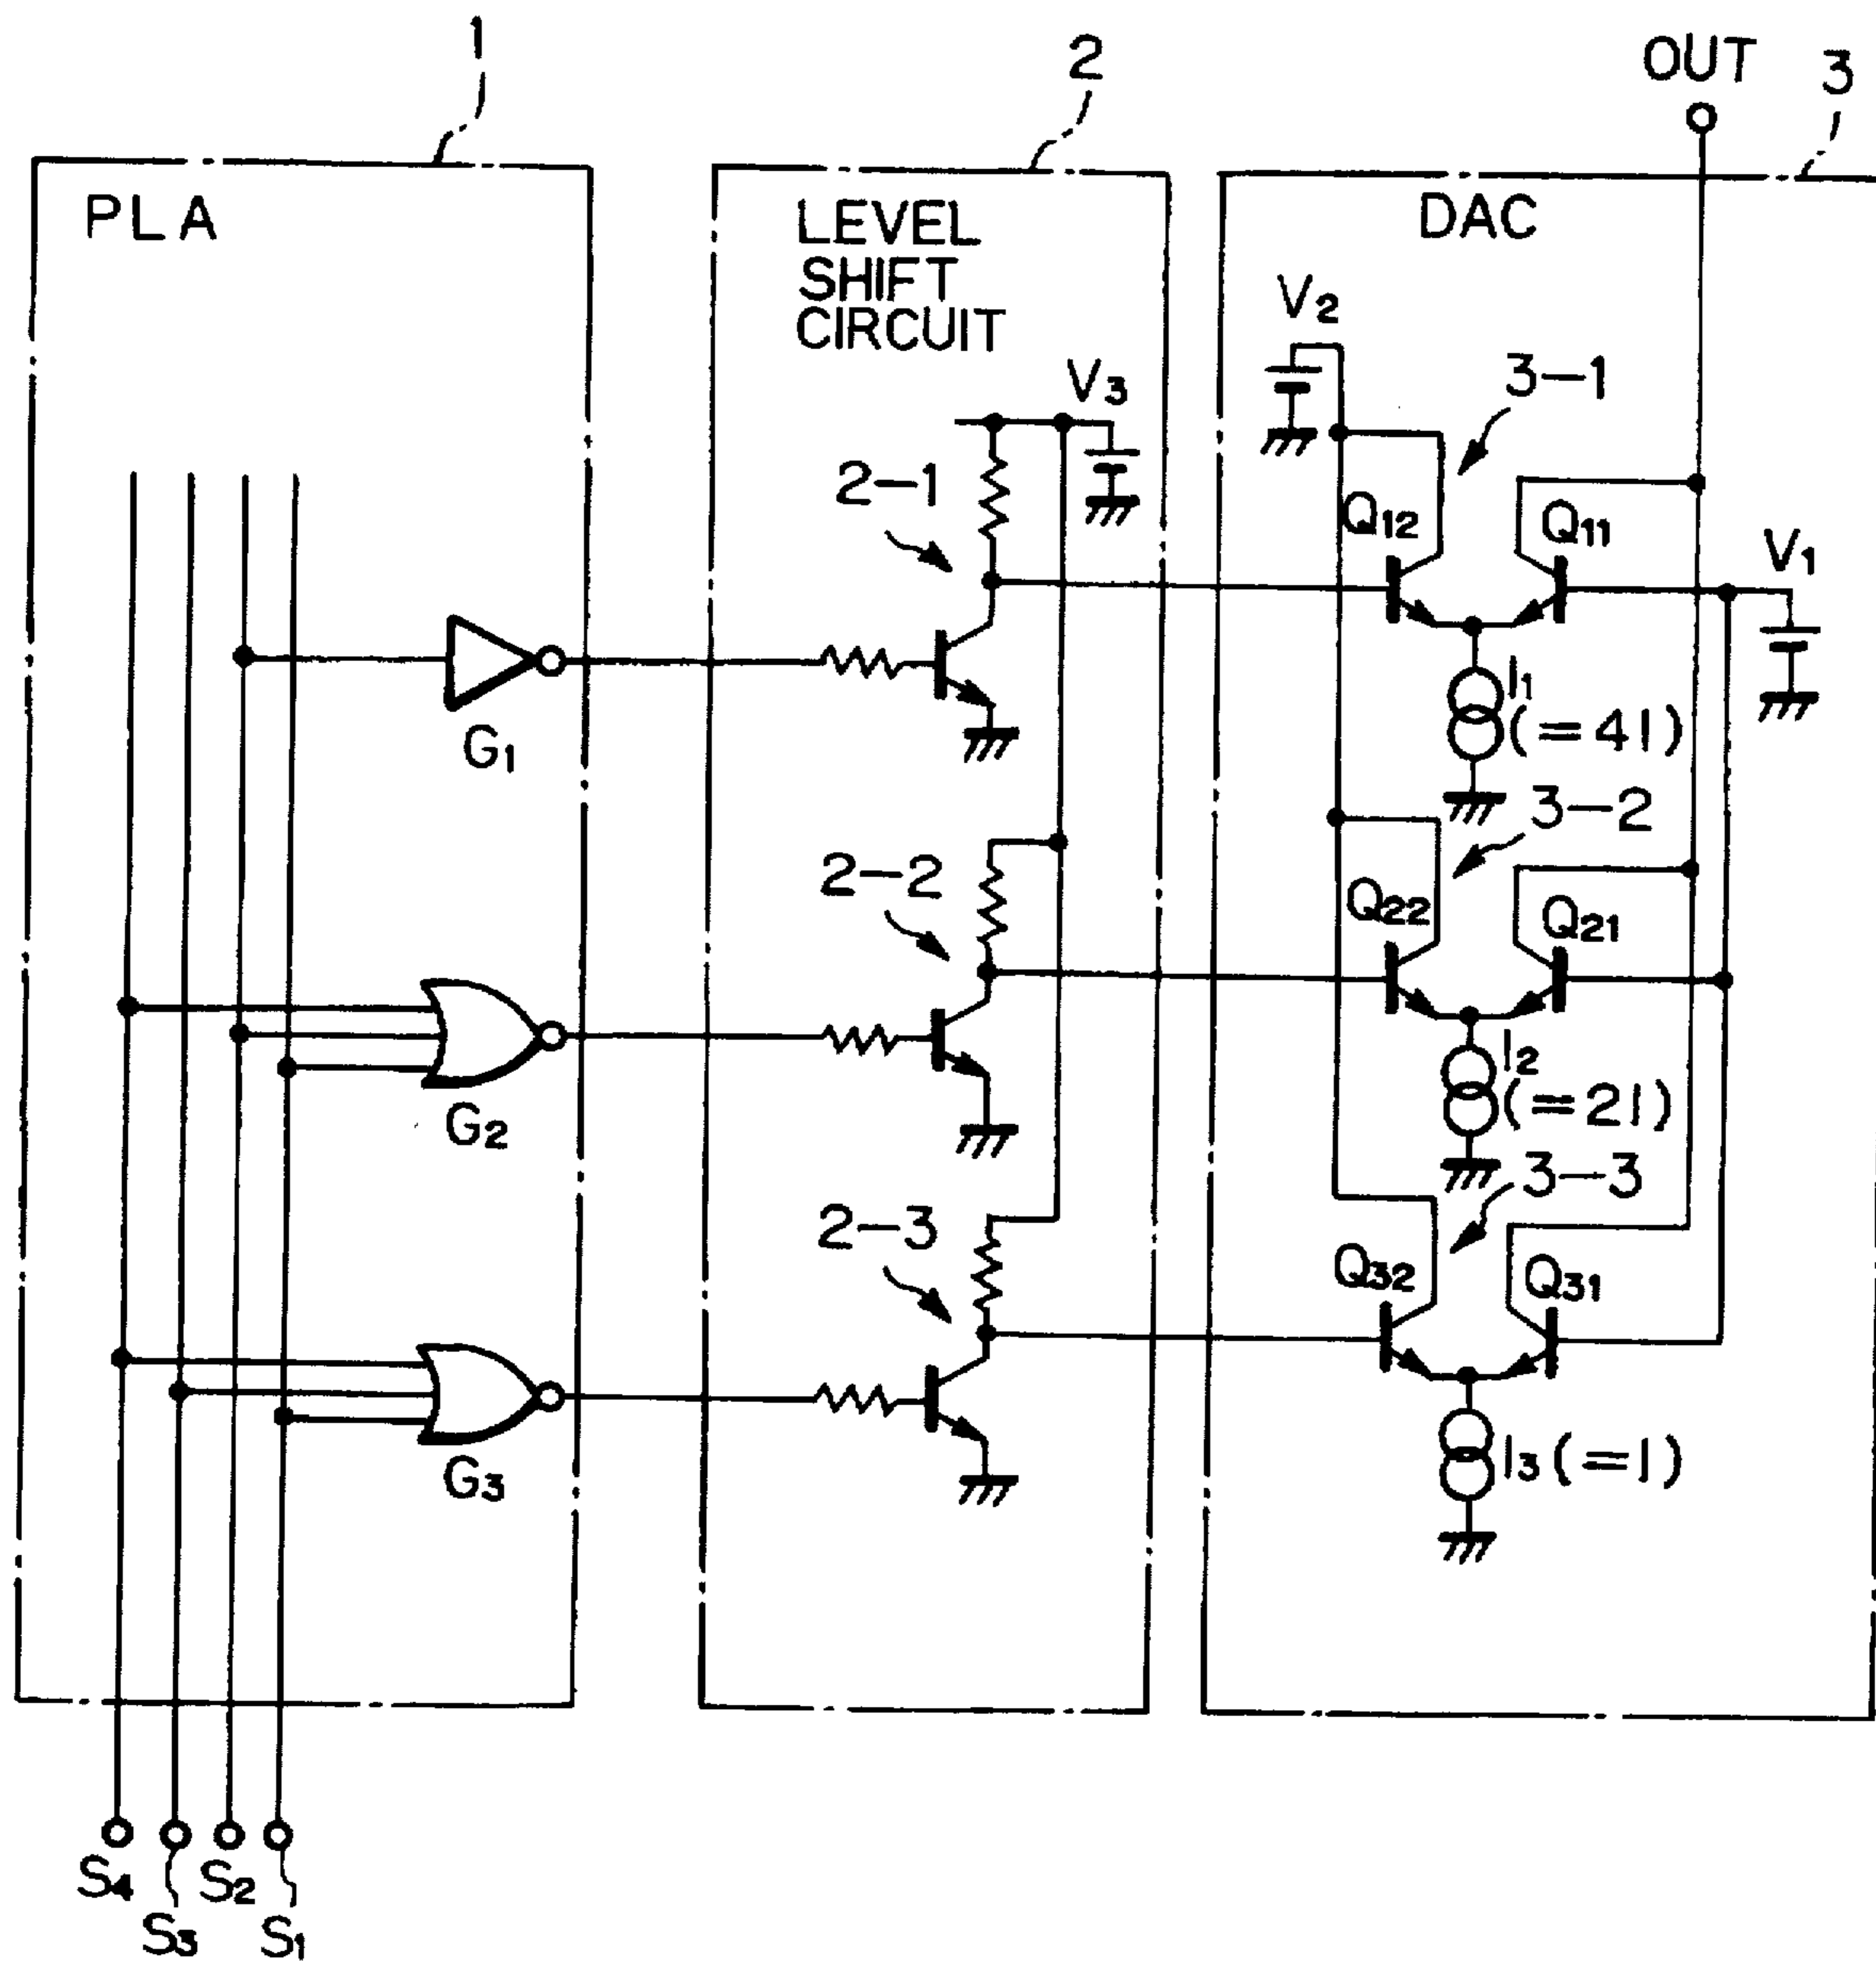 1
2
OUT
3
PLA
LEVEL
SHIFT
CIRCUIT
DAC
V2
V3
3-1
2-1
Q12
Q11
V1
G1
I1
(=4I)
3-2
2-2
Q22
Q21
G2
I2
(=2I)
3-3
2-3
Q32
Q31
G3
I3 (=I)
S4
S3
S2
S1